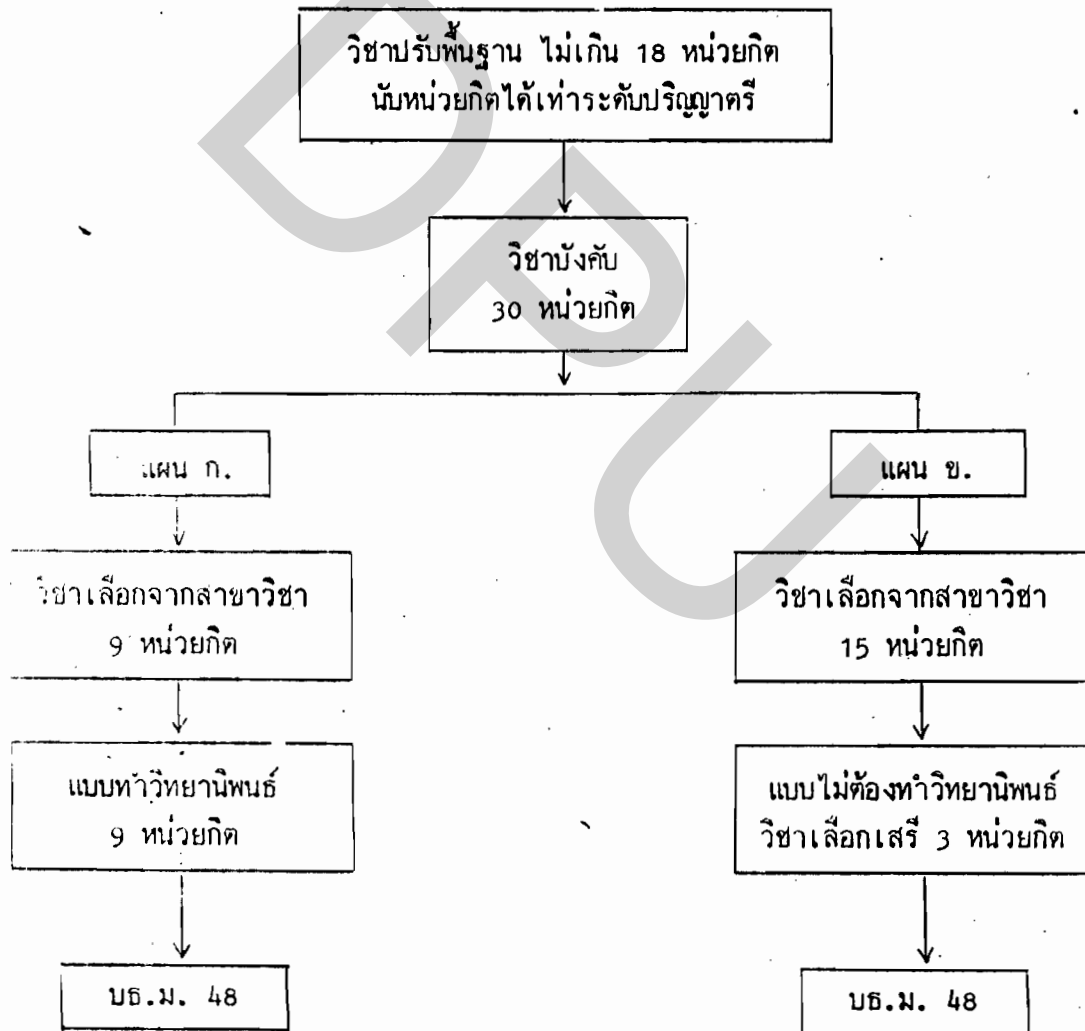 วิชาปรับพื้นฐาน ไม่เกิน 18 หน่วยกิต
นับหน่วยกิตได้เท่าระดับปริญญาตรี
วิชาบังคับ
30 หน่วยกิต
แผน ก.
แผน ข.
วิชาเลือกจากสาขาวิชา
9 หน่วยกิต
วิชาเลือกจากสาขาวิชา
15 หน่วยกิต
แบบทำวิทยานิพนธ์
9 หน่วยกิต
แบบไม่ต้องทำวิทยานิพนธ์
วิชาเลือกเสรี 3 หน่วยกิต
บธ.ม. 48
บธ.ม. 48
DPU